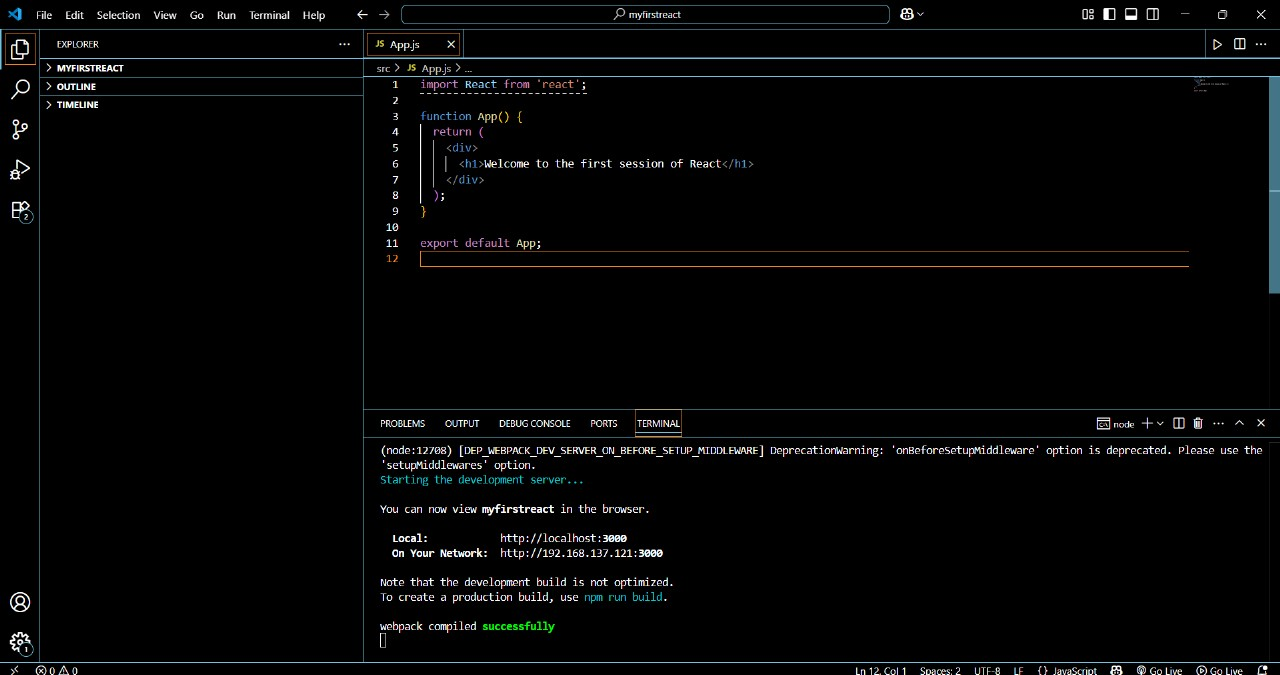 File Edit Selection View Go Run Terminal Help
myfirstreact
EXPLORER
MYFIRSTREACT
OUTLINE
TIMELINE
2
1
JS App.js
src > JS App.js > ...
1 import React from 'react';
2
3 function App() {
4 return (
5 <div>
6 <h1>Welcome to the first session of React</h1>
7 </div>
8 );
9 }
10
11 export default App;
12
PROBLEMS OUTPUT DEBUG CONSOLE PORTS TERMINAL
node
(node:12708) [DEP_WEBPACK_DEV_SERVER_ON_BEFORE_SETUP_MIDDLEWARE] DeprecationWarning: 'onBeforeSetupMiddleware' option is deprecated. Please use the
'setupMiddlewares' option.
Starting the development server...
You can now view myfirstreact in the browser.
Local: http://localhost:3000
On Your Network: http://192.168.137.121:3000
Note that the development build is not optimized.
To create a production build, use npm run build.
webpack compiled successfully
0 0 Ln 12, Col 1 Spaces: 2 UTF-8 LF {} JavaScript Go Live Go Live